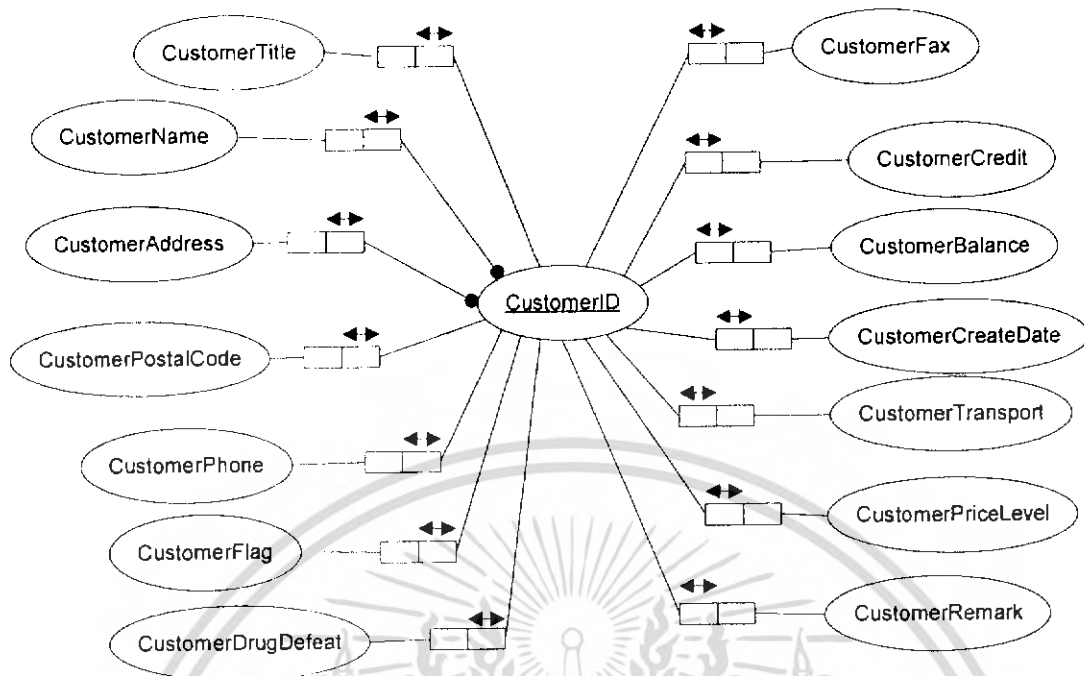 CustomerTitle
CustomerFax
CustomerName
CustomerCredit
CustomerAddress
CustomerBalance
CustomerID
CustomerCreateDate
CustomerPostalCode
CustomerTransport
CustomerPhone
CustomerPriceLevel
CustomerFlag
CustomerRemark
CustomerDrugDefeat